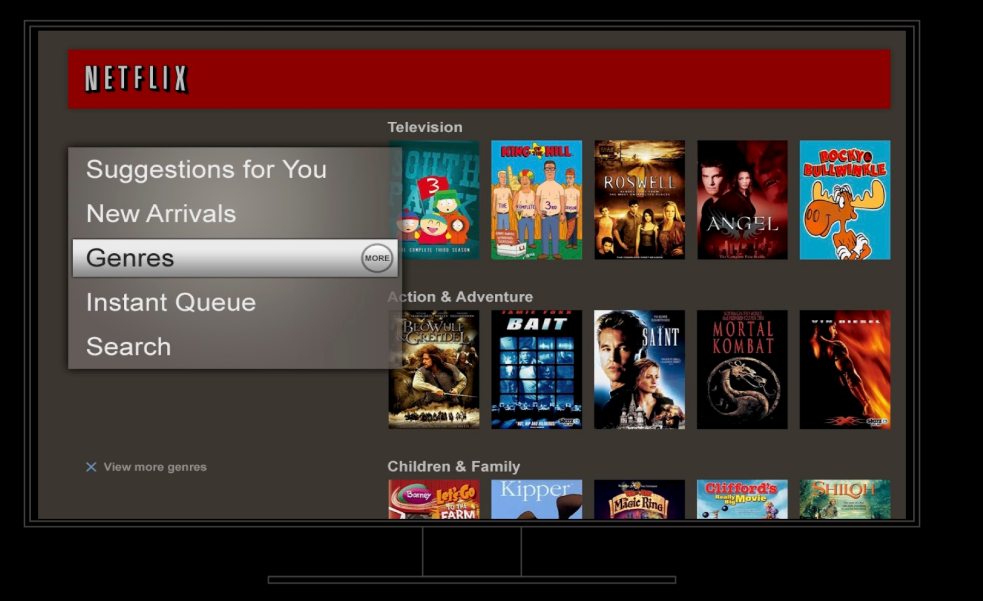 NETFLIX
Suggestions for You
New Arrivals
Genres
MORE
Instant Queue
Search
View more genres
Television
SOUTH PARK
3
THE COMPLETE THIRD SEASON
KING OF THE HILL
THE COMPLETE 3RD SEASON
ROSWELL
ANGEL
ROCKY & BULLWINKLE
Action & Adventure
BEOWULF & GRENDEL
JAMIE FOXX
BAIT
THE SAINT
MORTAL KOMBAT
VIN DIESEL
XXX
Children & Family
Barney
Let's Go
TO THE
FARM
Kipper
Magic Ring
Clifford's
Really
Big Movie
SHILOH